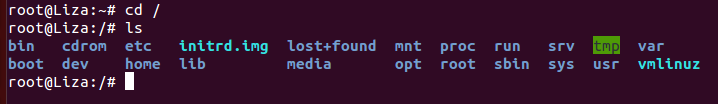 root@Liza:~# cd /
root@Liza:/# ls
bin cdrom etc initrd.img lost+found mnt proc run srv tmp var
boot dev home lib media opt root sbin sys usr vmlinuz
root@Liza:/#